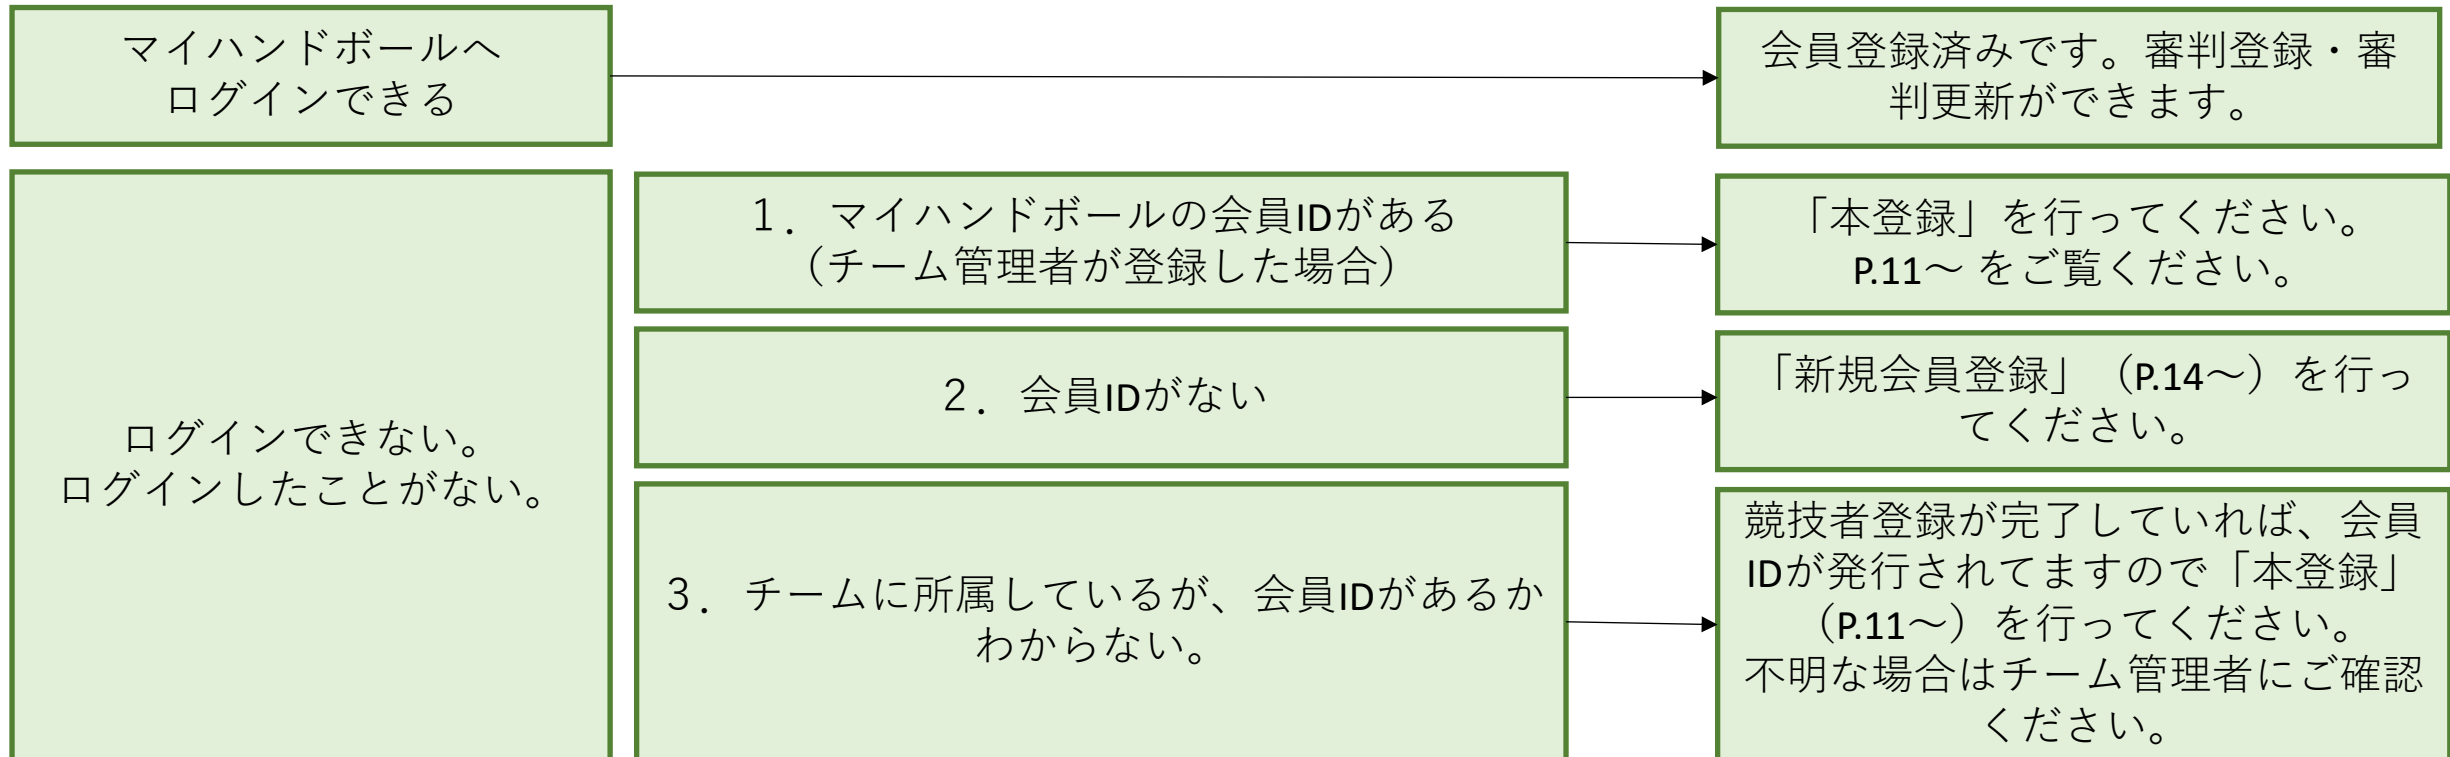 マイハンドボールへ
ログインできる
会員登録済みです。審判登録・審
判更新ができます。
ログインできない。
ログインしたことがない。
１．マイハンドボールの会員IDがある
（チーム管理者が登録した場合）
「本登録」を行ってください。
P.11～ をご覧ください。
２．会員IDがない
「新規会員登録」（P.14～）を行っ
てください。
３．チームに所属しているが、会員IDがあるか
わからない。
競技者登録が完了していれば、会員
IDが発行されてますので「本登録」
（P.11～）を行ってください。
不明な場合はチーム管理者にご確認
ください。